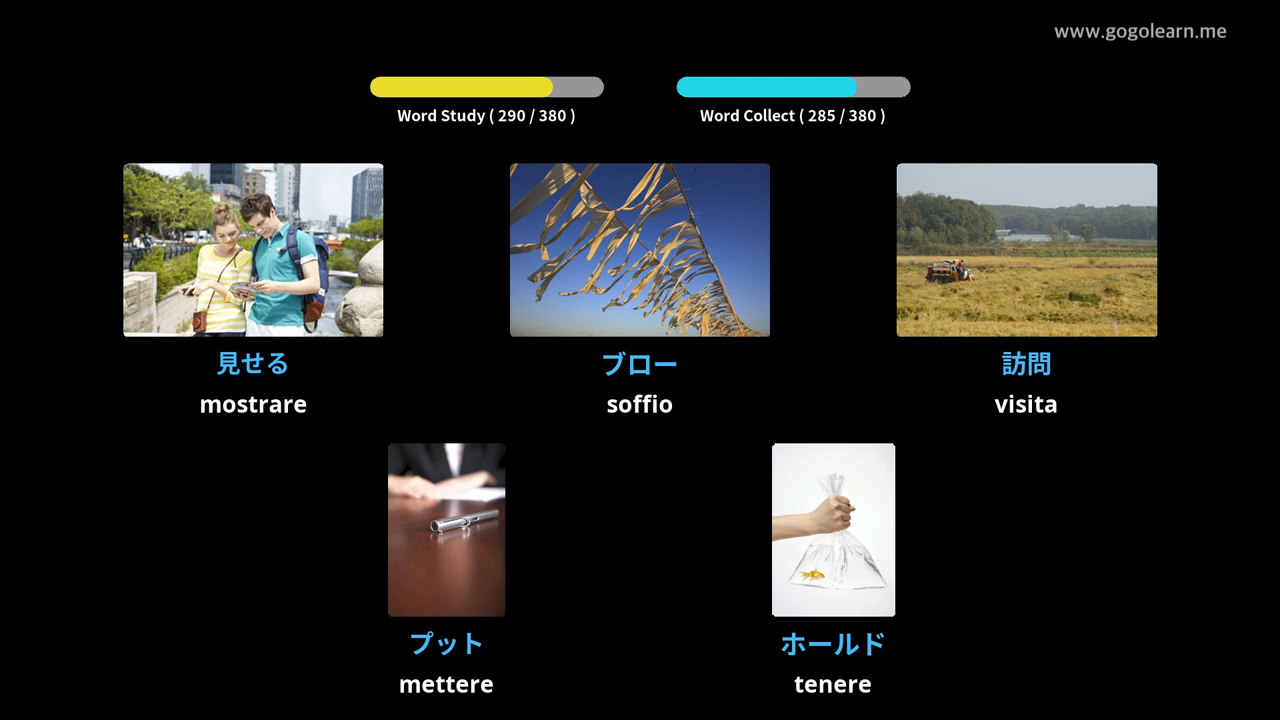 www.gogolearn.me
Word Study ( 290 / 380 )
Word Collect ( 285 / 380 )
見せる
mostrare
ブロー
soffio
訪問
visita
プット
mettere
ホールド
tenere